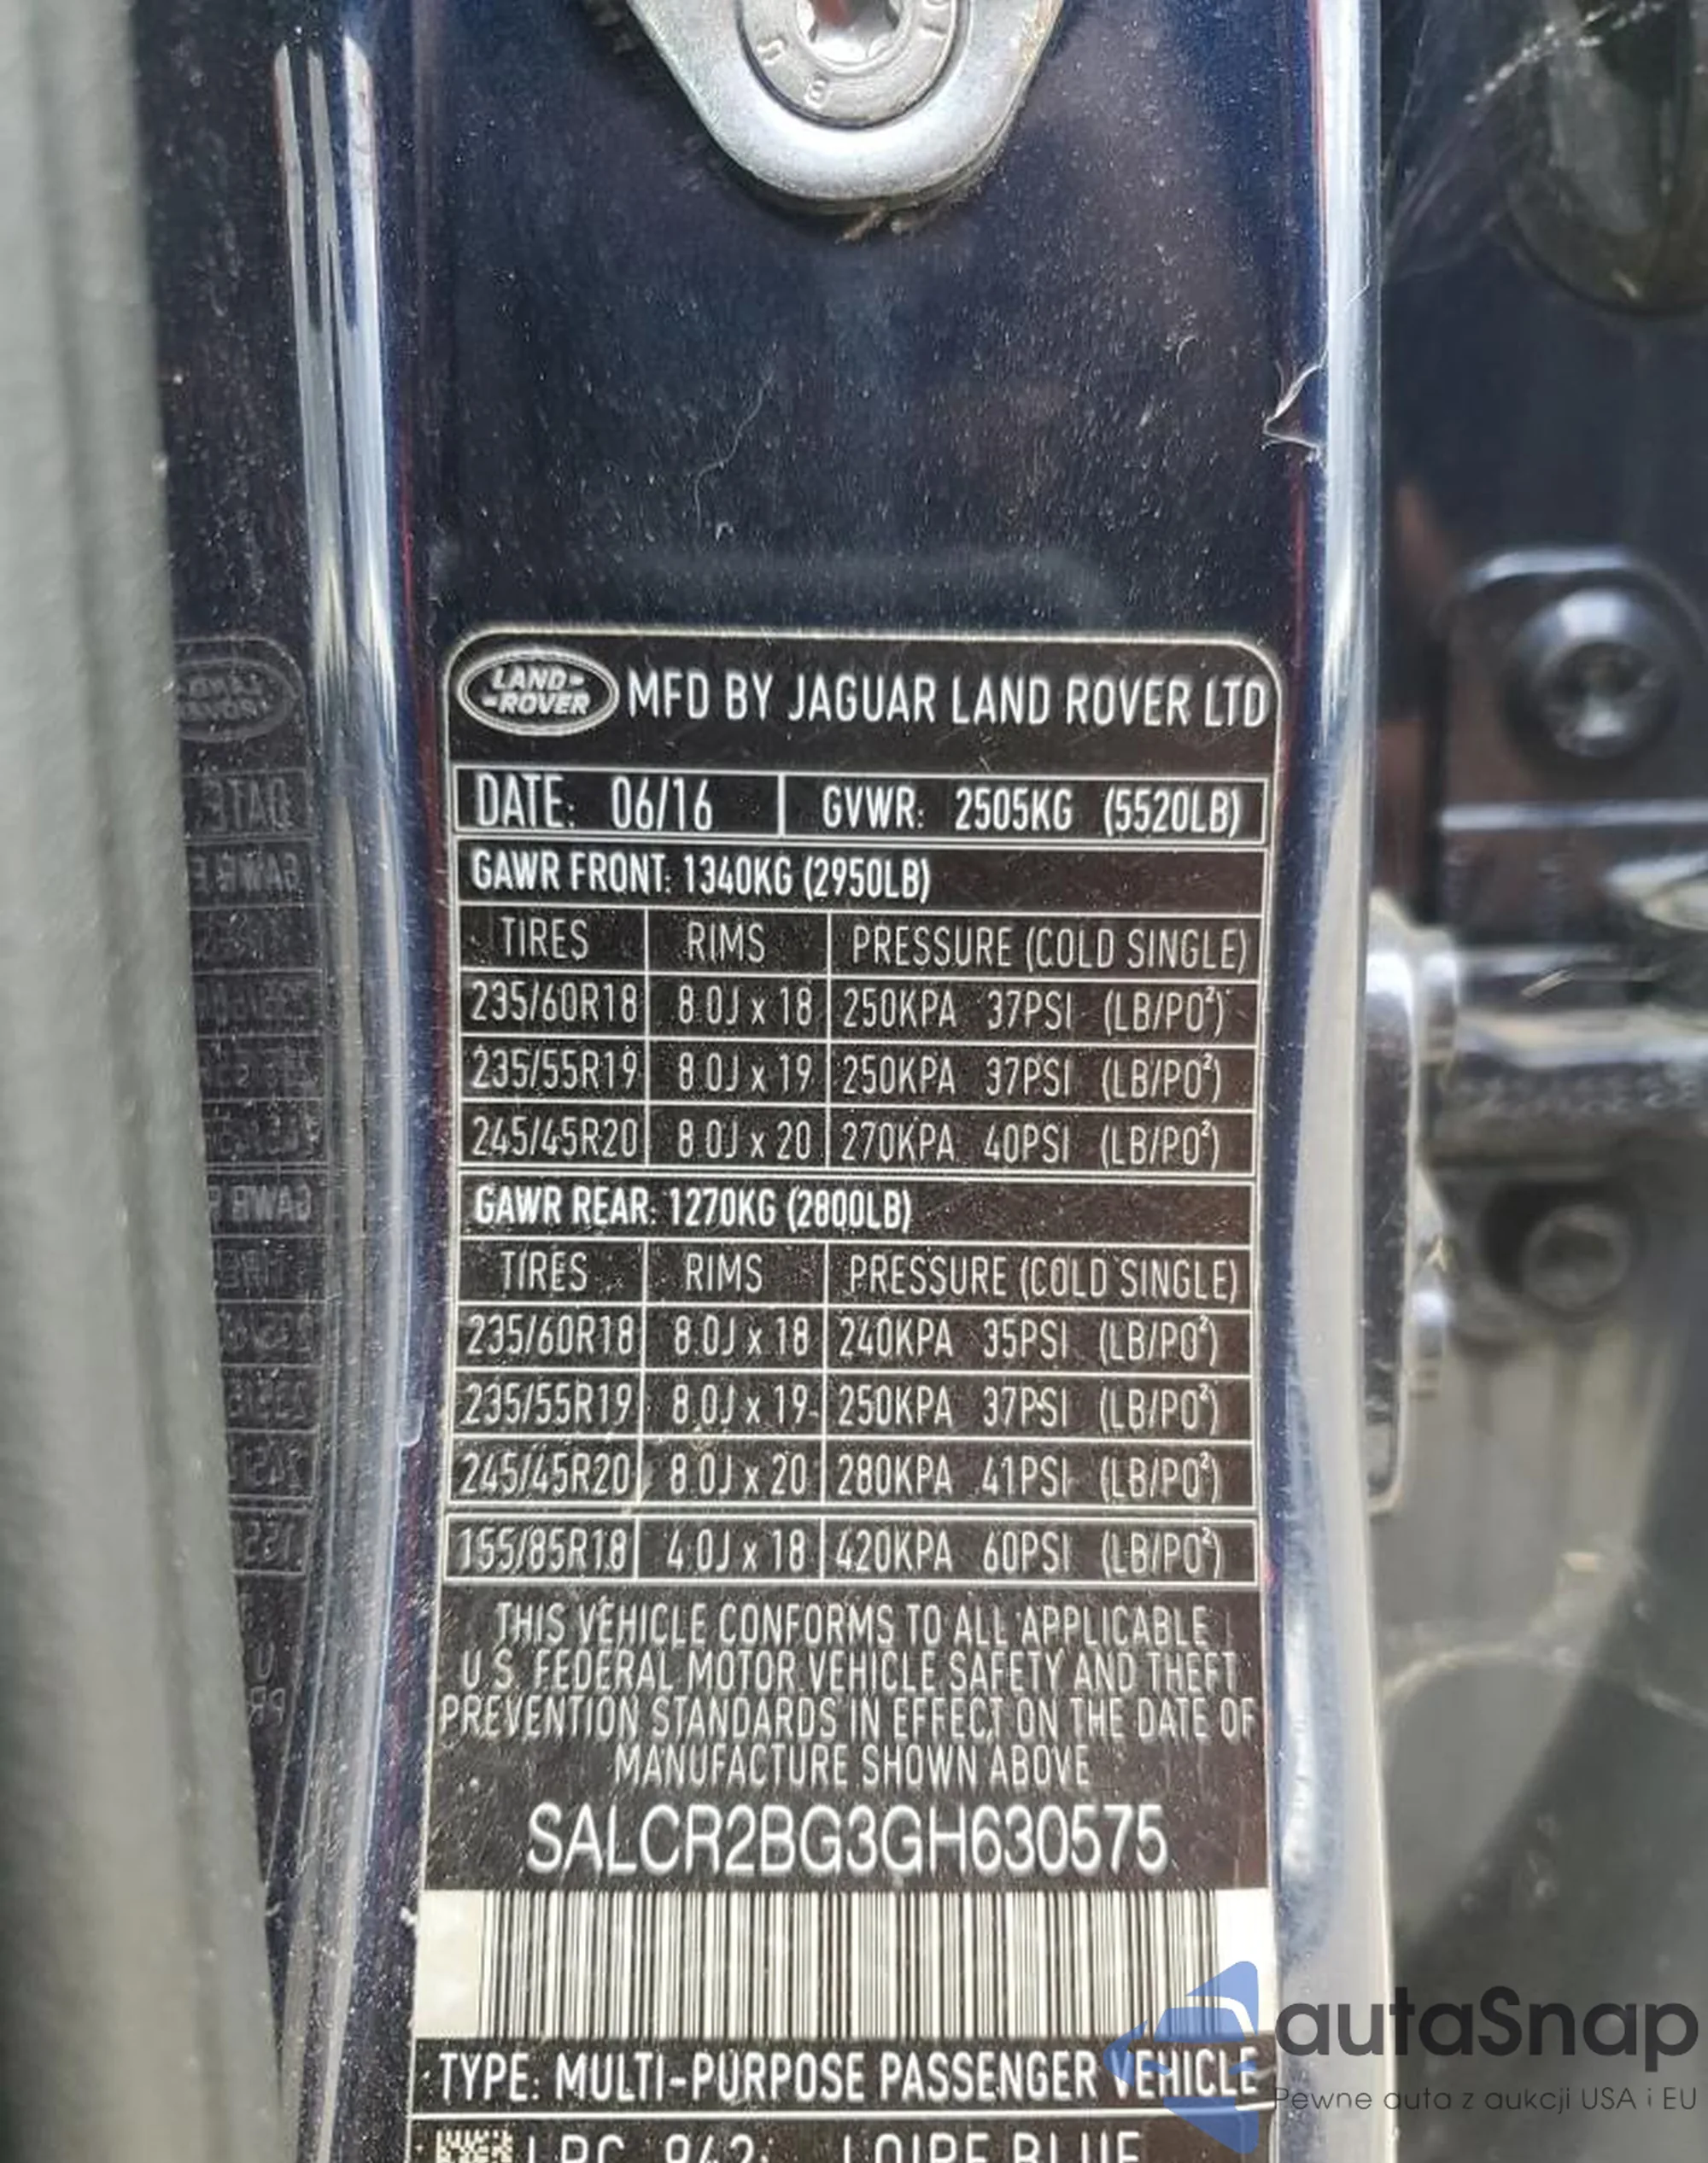 LAND-
-ROVER
MFD BY JAGUAR LAND ROVER LTD
DATE: 06/16 GVWR: 2505KG (5520LB)
GAWR FRONT: 1340KG (2950LB)
TIRES RIMS PRESSURE (COLD SINGLE)
235/60R18 8.0J x 18 250KPA 37PSI (LB/PO²)
235/55R19 8.0J x 19 250KPA 37PSI (LB/PO²)
245/45R20 8.0J x 20 270KPA 40PSI (LB/PO²)
GAWR REAR: 1270KG (2800LB)
TIRES RIMS PRESSURE (COLD SINGLE)
235/60R18 8.0J x 18 240KPA 35PSI (LB/PO²)
235/55R19 8.0J x 19 250KPA 37PSI (LB/PO²)
245/45R20 8.0J x 20 280KPA 41PSI (LB/PO²)
155/85R18 4.0J x 18 420KPA 60PSI (LB/PO²)
THIS VEHICLE CONFORMS TO ALL APPLICABLE
U.S. FEDERAL MOTOR VEHICLE SAFETY AND THEFT
PREVENTION STANDARDS IN EFFECT ON THE DATE OF
MANUFACTURE SHOWN ABOVE
SALCR2BG3GH630575
TYPE: MULTI-PURPOSE PASSENGER VEHICLE
LRC 942 LOIRE BLUE
autaSnap
Pewne auta z aukcji USA i EU